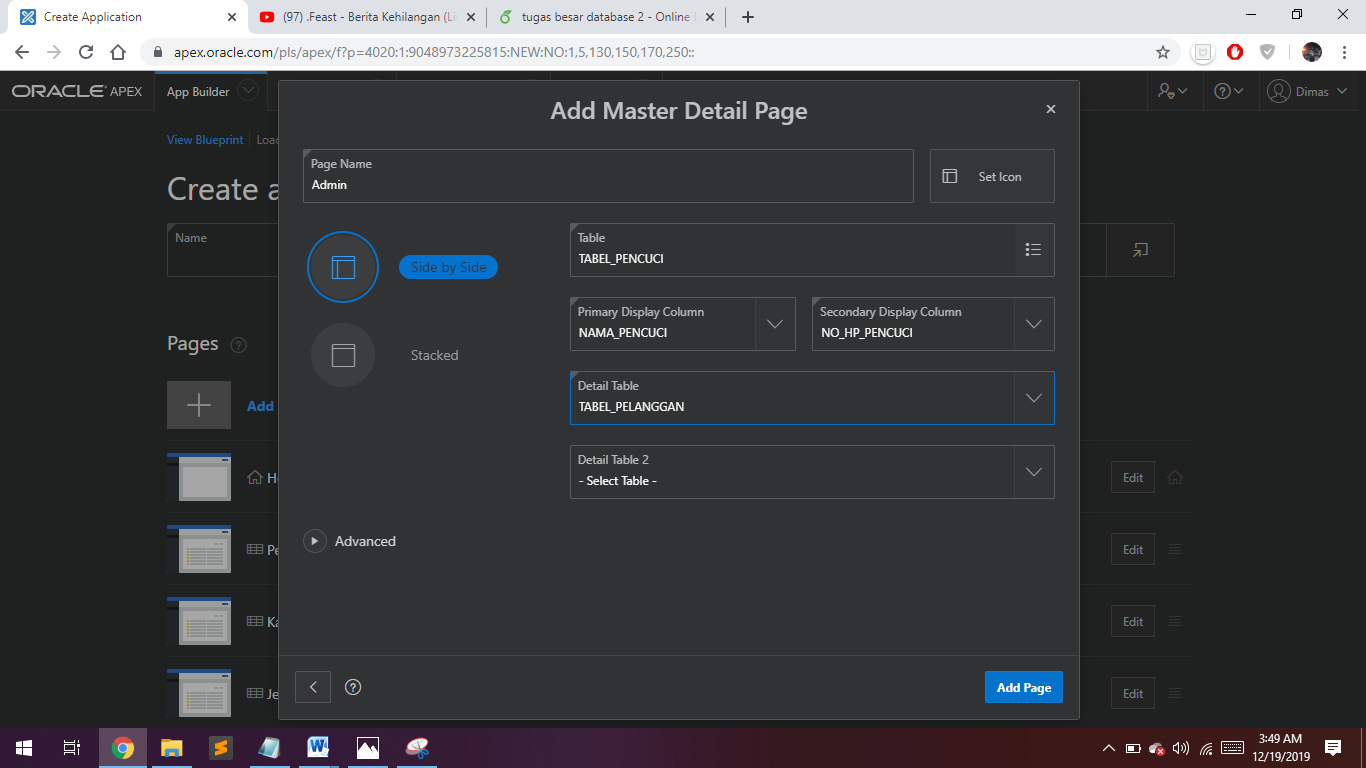 Create Application
(97) .Feast - Berita Kehilangan (Li
tugas besar database 2 - Online
apex.oracle.com/pls/apex/f?p=4020:1:9048973225815:NEW:NO:1,5,130,150,170,250::
ORACLE APEX
App Builder
Dimas
View Blueprint
Loa
Create a
Name
Pages
Add
H
Edit
Pe
Edit
Ka
Edit
Je
Edit
Add Master Detail Page
Page Name
Admin
Set Icon
Side by Side
Stacked
Table
TABEL_PENCUCI
Primary Display Column
NAMA_PENCUCI
Secondary Display Column
NO_HP_PENCUCI
Detail Table
TABEL_PELANGGAN
Detail Table 2
- Select Table -
Advanced
Add Page
3:49 AM
12/19/2019